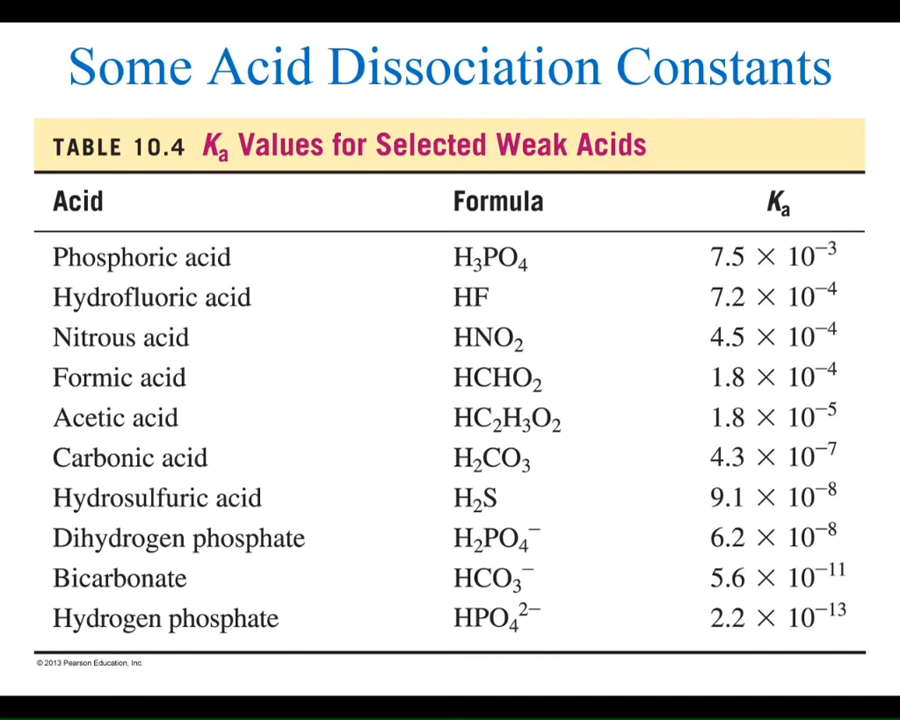 Some Acid Dissociation Constants
TABLE 10.4 Kₐ Values for Selected Weak Acids
Acid Formula Kₐ
Phosphoric acid H₃PO₄ 7.5 × 10⁻³
Hydrofluoric acid HF 7.2 × 10⁻⁴
Nitrous acid HNO₂ 4.5 × 10⁻⁴
Formic acid HCHO₂ 1.8 × 10⁻⁴
Acetic acid HC₂H₃O₂ 1.8 × 10⁻⁵
Carbonic acid H₂CO₃ 4.3 × 10⁻⁷
Hydrosulfuric acid H₂S 9.1 × 10⁻⁸
Dihydrogen phosphate H₂PO₄⁻ 6.2 × 10⁻⁸
Bicarbonate HCO₃⁻ 5.6 × 10⁻¹¹
Hydrogen phosphate HPO₄²⁻ 2.2 × 10⁻¹³
© 2013 Pearson Education, Inc.